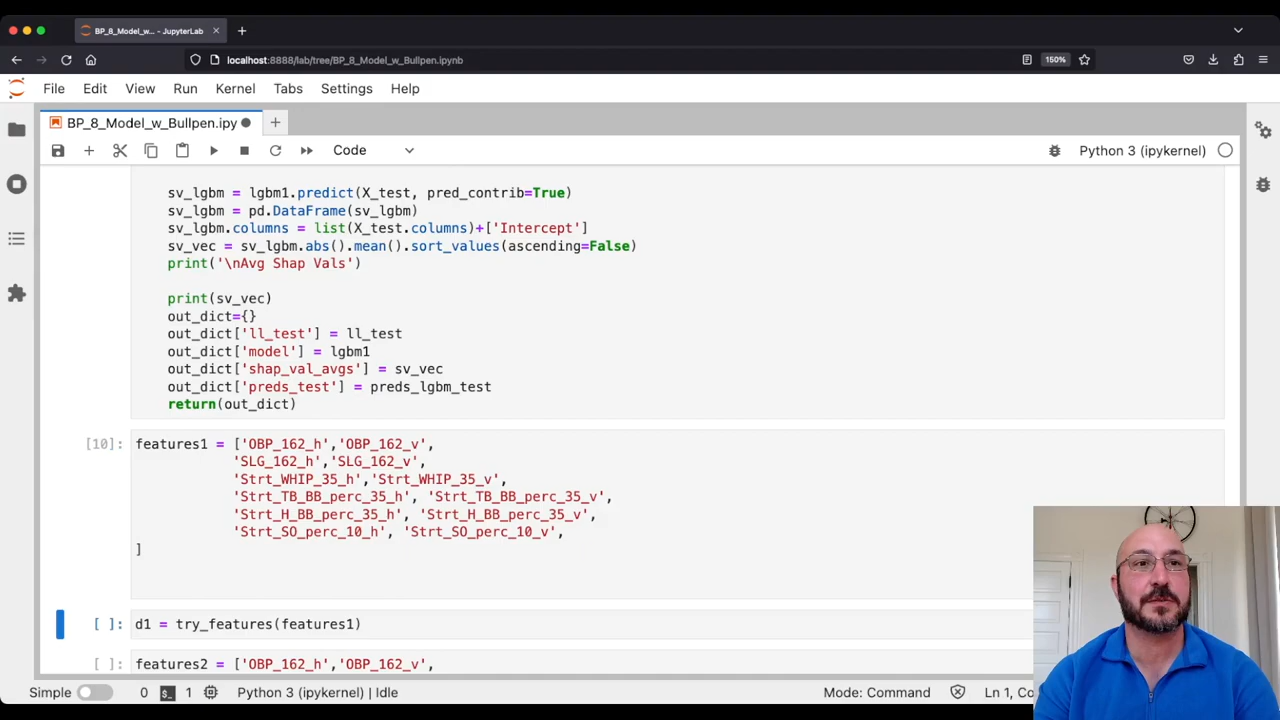 BP_8_Model_w... - JupyterLab
localhost:8888/lab/tree/BP_8_Model_w_Bullpen.ipynb
150%
File Edit View Run Kernel Tabs Settings Help
BP_8_Model_w_Bullpen.ipy
Code
Python 3 (ipykernel)
sv_lgbm = lgbm1.predict(X_test, pred_contrib=True)
sv_lgbm = pd.DataFrame(sv_lgbm)
sv_lgbm.columns = list(X_test.columns)+['Intercept']
sv_vec = sv_lgbm.abs().mean().sort_values(ascending=False)
print('\nAvg Shap Vals')
print(sv_vec)
out_dict={}
out_dict['ll_test'] = ll_test
out_dict['model'] = lgbm1
out_dict['shap_val_avgs'] = sv_vec
out_dict['preds_test'] = preds_lgbm_test
return(out_dict)
[10]: features1 = ['OBP_162_h','OBP_162_v',
'SLG_162_h','SLG_162_v',
'Strt_WHIP_35_h','Strt_WHIP_35_v',
'Strt_TB_BB_perc_35_h', 'Strt_TB_BB_perc_35_v',
'Strt_H_BB_perc_35_h', 'Strt_H_BB_perc_35_v',
'Strt_SO_perc_10_h', 'Strt_SO_perc_10_v',
]
[ ]: d1 = try_features(features1)
[ ]: features2 = ['OBP_162_h','OBP_162_v',
Simple 0 $_ 1 Python 3 (ipykernel) | Idle Mode: Command Ln 1, Co